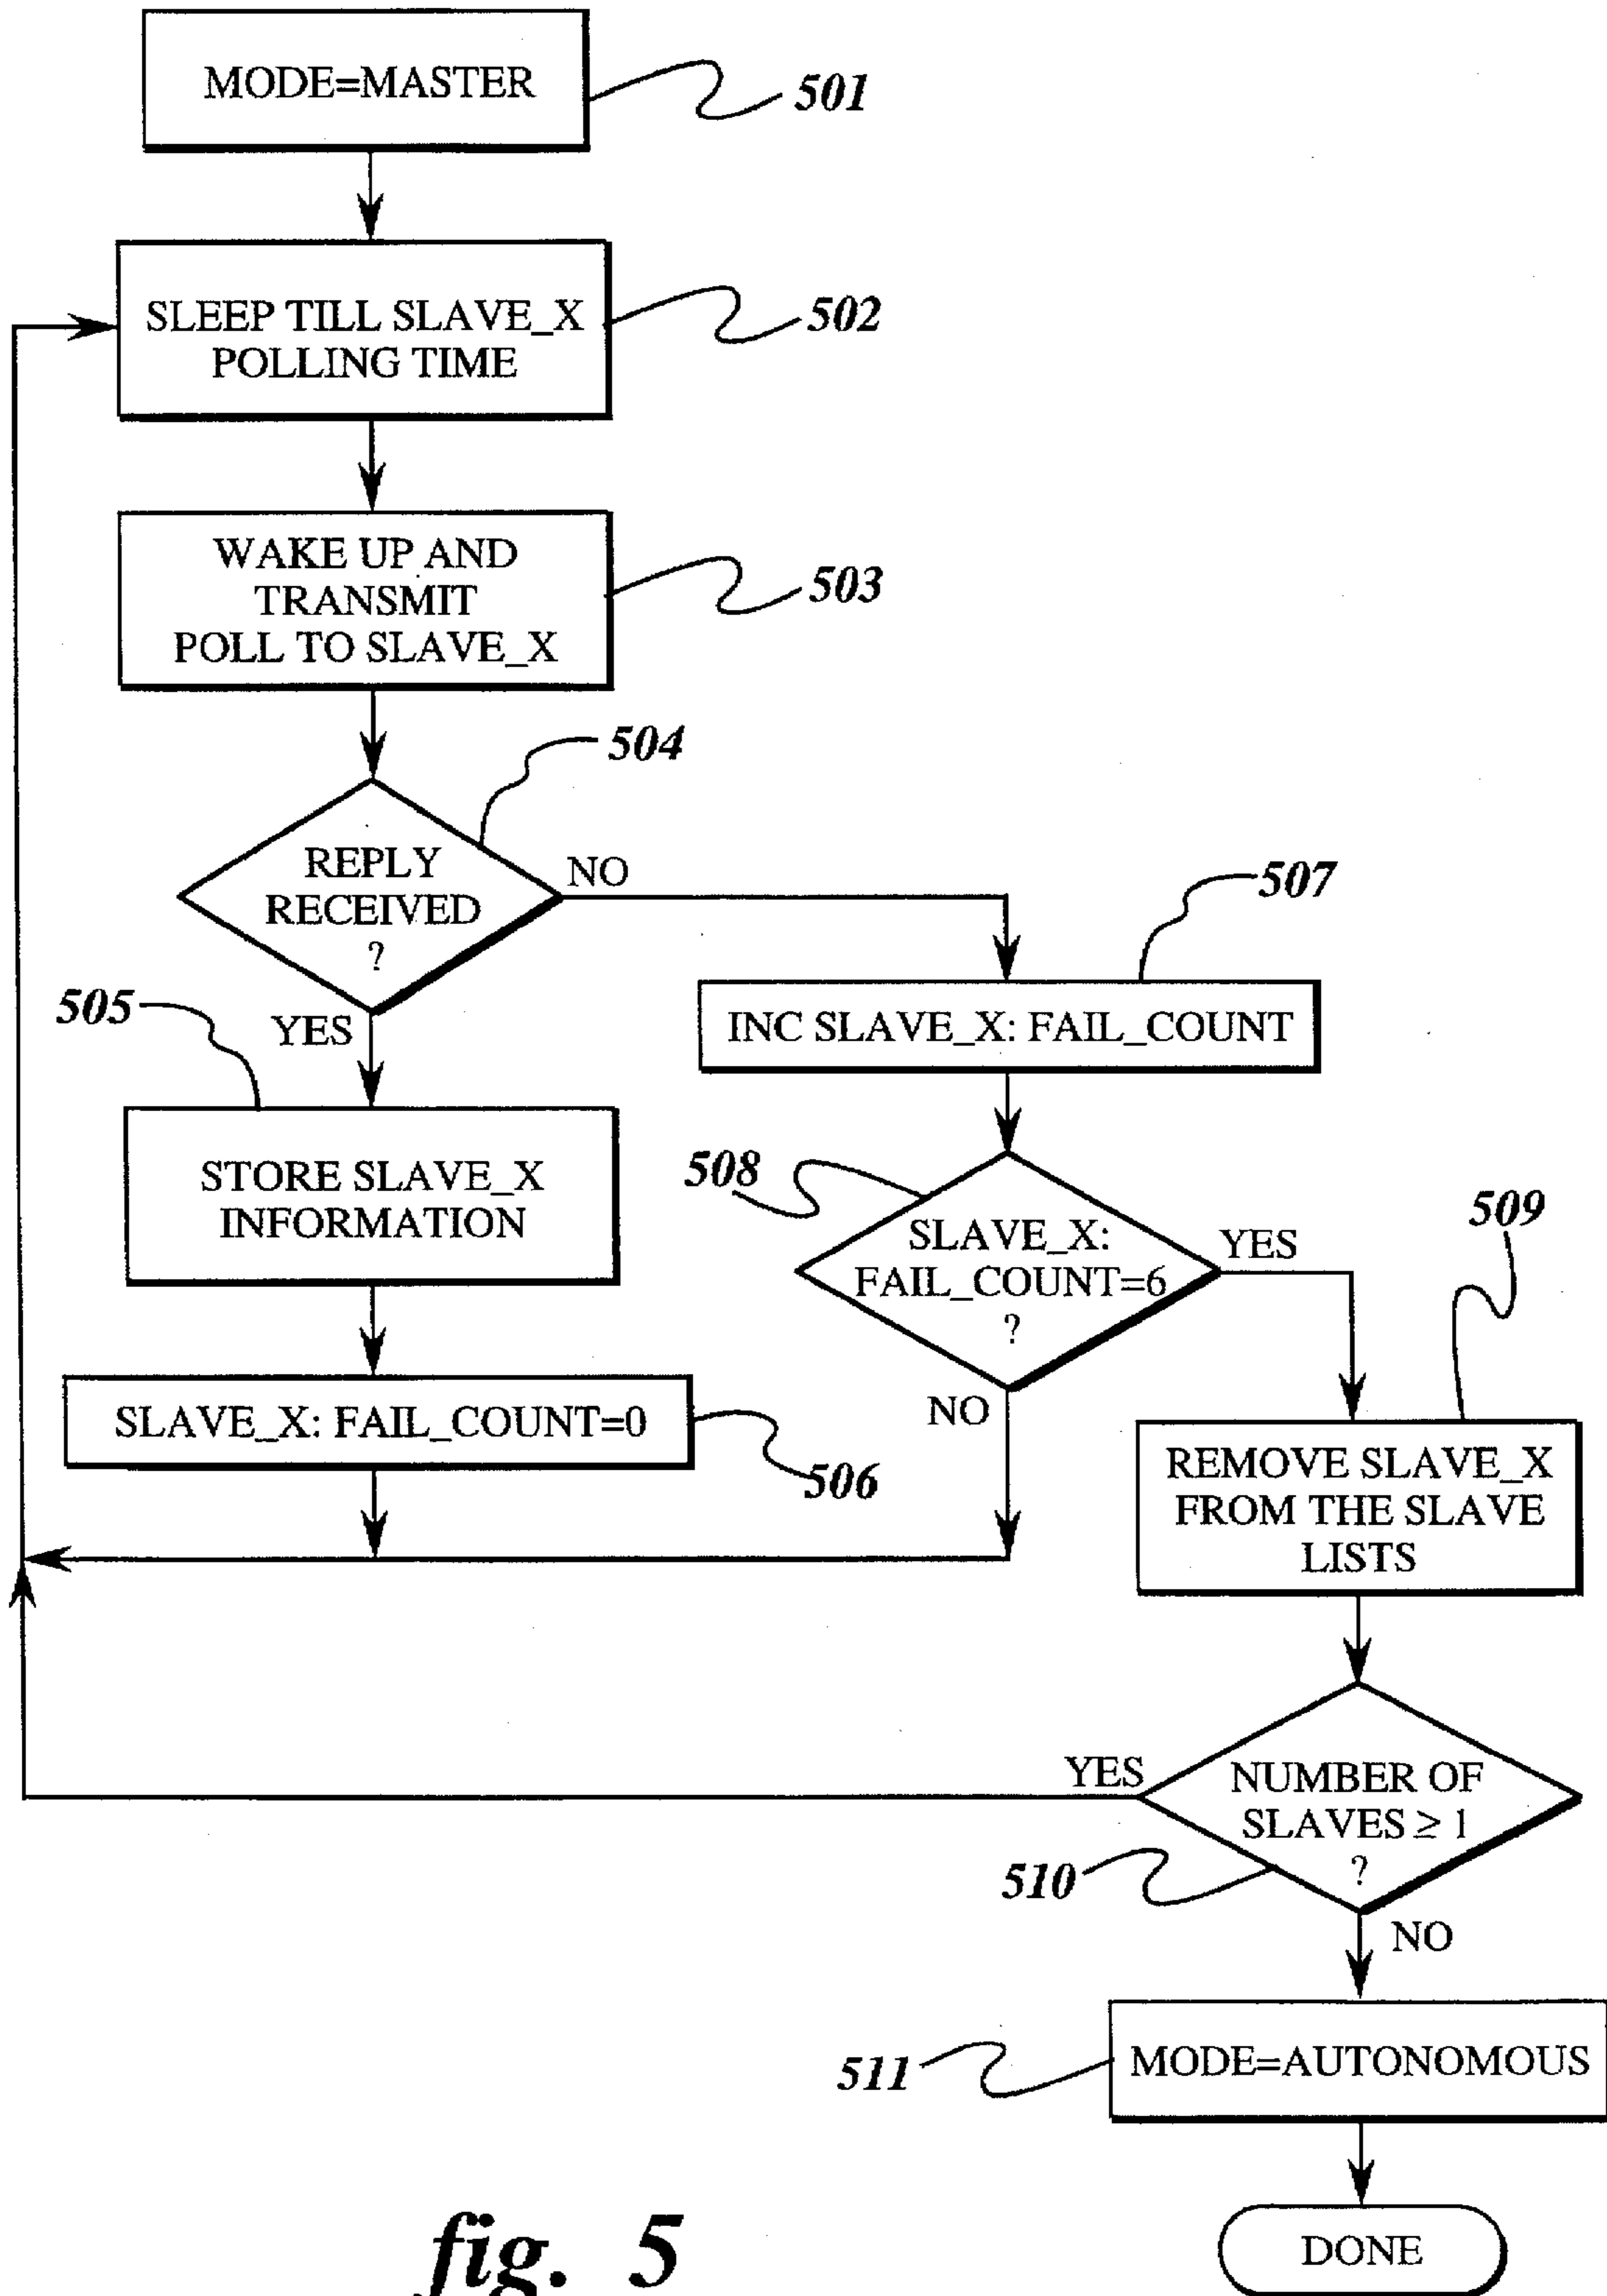 MODE=MASTER
501
SLEEP TILL SLAVE_X
POLLING TIME
502
WAKE UP AND
TRANSMIT
POLL TO SLAVE_X
503
504
REPLY
RECEIVED
?
NO
YES
505
STORE SLAVE_X
INFORMATION
SLAVE_X: FAIL_COUNT=0
506
507
INC SLAVE_X: FAIL_COUNT
508
SLAVE_X:
FAIL_COUNT=6
?
YES
NO
509
REMOVE SLAVE_X
FROM THE SLAVE
LISTS
YES
NUMBER OF
SLAVES ≥ 1
?
510
NO
511
MODE=AUTONOMOUS
DONE
fig. 5